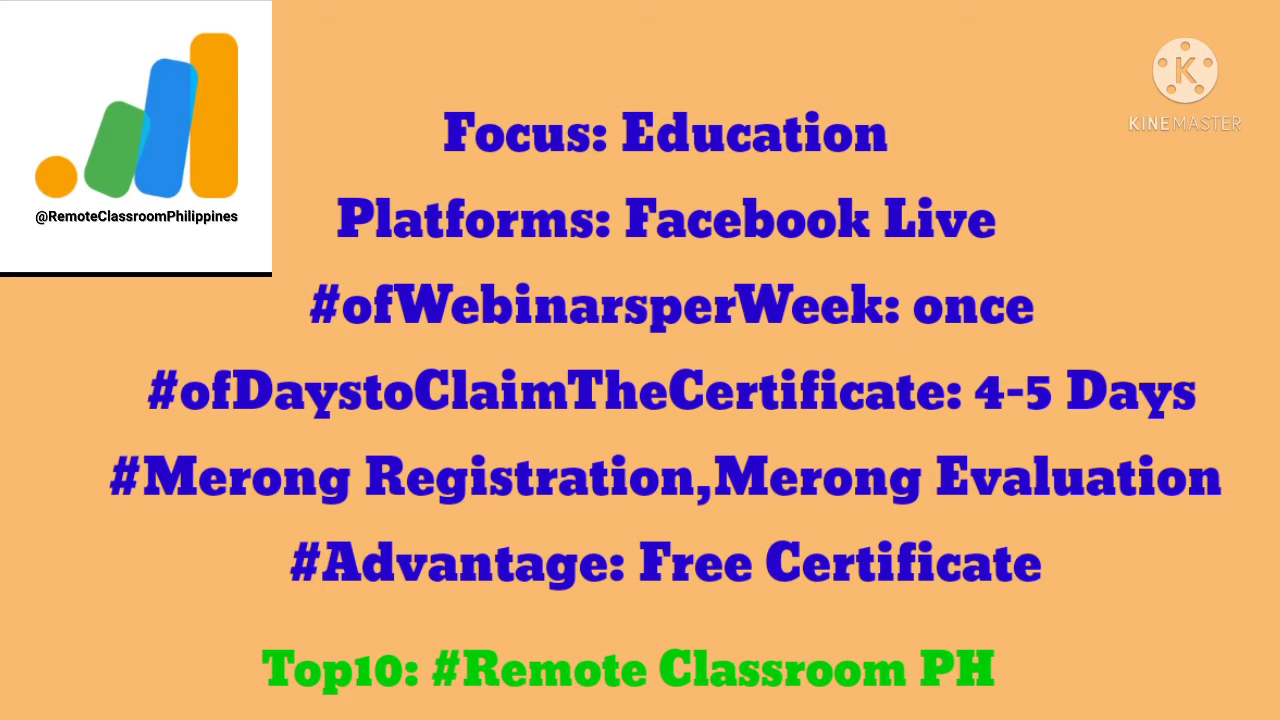 @RemoteClassroomPhilippines
K
KINEMASTER
Focus: Education
Platforms: Facebook Live
#ofWebinarsperWeek: once
#ofDaystoClaimTheCertificate: 4-5 Days
#Merong Registration,Merong Evaluation
#Advantage: Free Certificate
Top10: #Remote Classroom PH